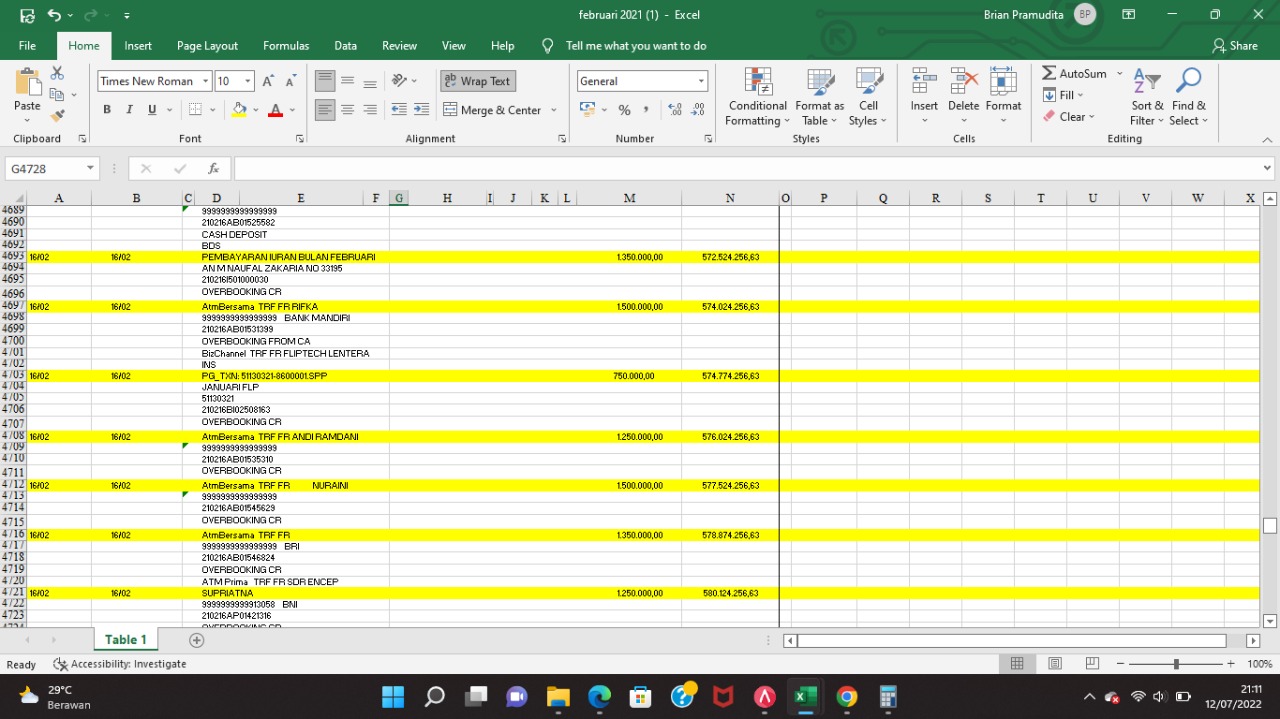 februari 2021 (1) - Excel
Brian Pramudita BP
File Home Insert Page Layout Formulas Data Review View Help Tell me what you want to do Share
Times New Roman 10 Wrap Text General AutoSum
Paste B I U Merge & Center % Conditional Formatting Format as Table Cell Styles Insert Delete Format Fill Sort & Filter Find & Select
Clear
Clipboard Font Alignment Number Styles Cells Editing
G4728 fx
A B C D E F G H I J K L M N O P Q R S T U V W X
4689 9999999999999999
4690 210216AB01525582
4691 CASH DEPOSIT
4692 BDS
4693 16/02 16/02 PEMBAYARAN IURAN BULAN FEBRUARI 1.350.000,00 572.524.256,63
4694 AN M NAUFAL ZAKARIA NO 33195
4695 210216I501000030
4696 OVERBOOKING CR
4697 16/02 16/02 AtmBersama TRF FR RIFKA 1.500.000,00 574.024.256,63
4698 9999999999999999 BANK MANDIRI
4699 210216AB01531399
4700 OVERBOOKING FROM CA
4701 BizChannel TRF FR FLIPTECH LENTERA
4702 INS
4703 16/02 16/02 PG_TXN: 51130321-8600001.SPP 750.000,00 574.774.256,63
4704 JANUARI FLP
4705 51130321
4706 210216BI02508163
4707 OVERBOOKING CR
4708 16/02 16/02 AtmBersama TRF FR ANDI RAMDANI 1.250.000,00 576.024.256,63
4709 9999999999999999
4710 210216AB01535310
4711 OVERBOOKING CR
4712 16/02 16/02 AtmBersama TRF FR NURAINI 1.500.000,00 577.524.256,63
4713 9999999999999999
4714 210216AB01545629
4715 OVERBOOKING CR
4716 16/02 16/02 AtmBersama TRF FR 1.350.000,00 578.874.256,63
4717 9999999999999999 BRI
4718 210216AB01546824
4719 OVERBOOKING CR
4720 ATM Prima TRF FR SDR ENCEP
4721 16/02 16/02 SUPRIATNA 1.250.000,00 580.124.256,63
4722 9999999999913058 BNI
4723 210216AP01421316
4724 OVERBOOKING CR
Table 1
Ready Accessibility: Investigate 100%
29°C
Berawan
21:11
12/07/2022